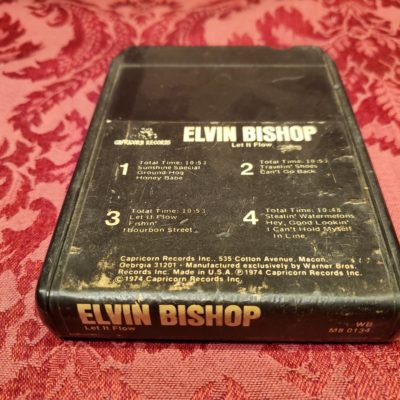 CAPRICORN RECORDS
ELVIN BISHOP
Let It Flow
1
Total Time: 10:53
Sunshine Special
Ground Hog
Honey Babe
2
Total Time: 10:53
Travelin' Shoes
Can't Go Back
3
Total Time: 10:53
Let It Flow
Fishin'
Bourbon Street
4
Total Time: 10:48
Stealin' Watermelons
Hey, Good Lookin'
I Can't Hold Myself
In Line
Capricorn Records Inc., 535 Cotton Avenue, Macon,
Georgia 31201 - Manufactured exclusively by Warner Bros.
Records Inc. Made in U.S.A. Ⓟ 1974 Capricorn Records Inc.
© 1974 Capricorn Records Inc.
ELVIN BISHOP
Let It Flow
WB
M8 0134